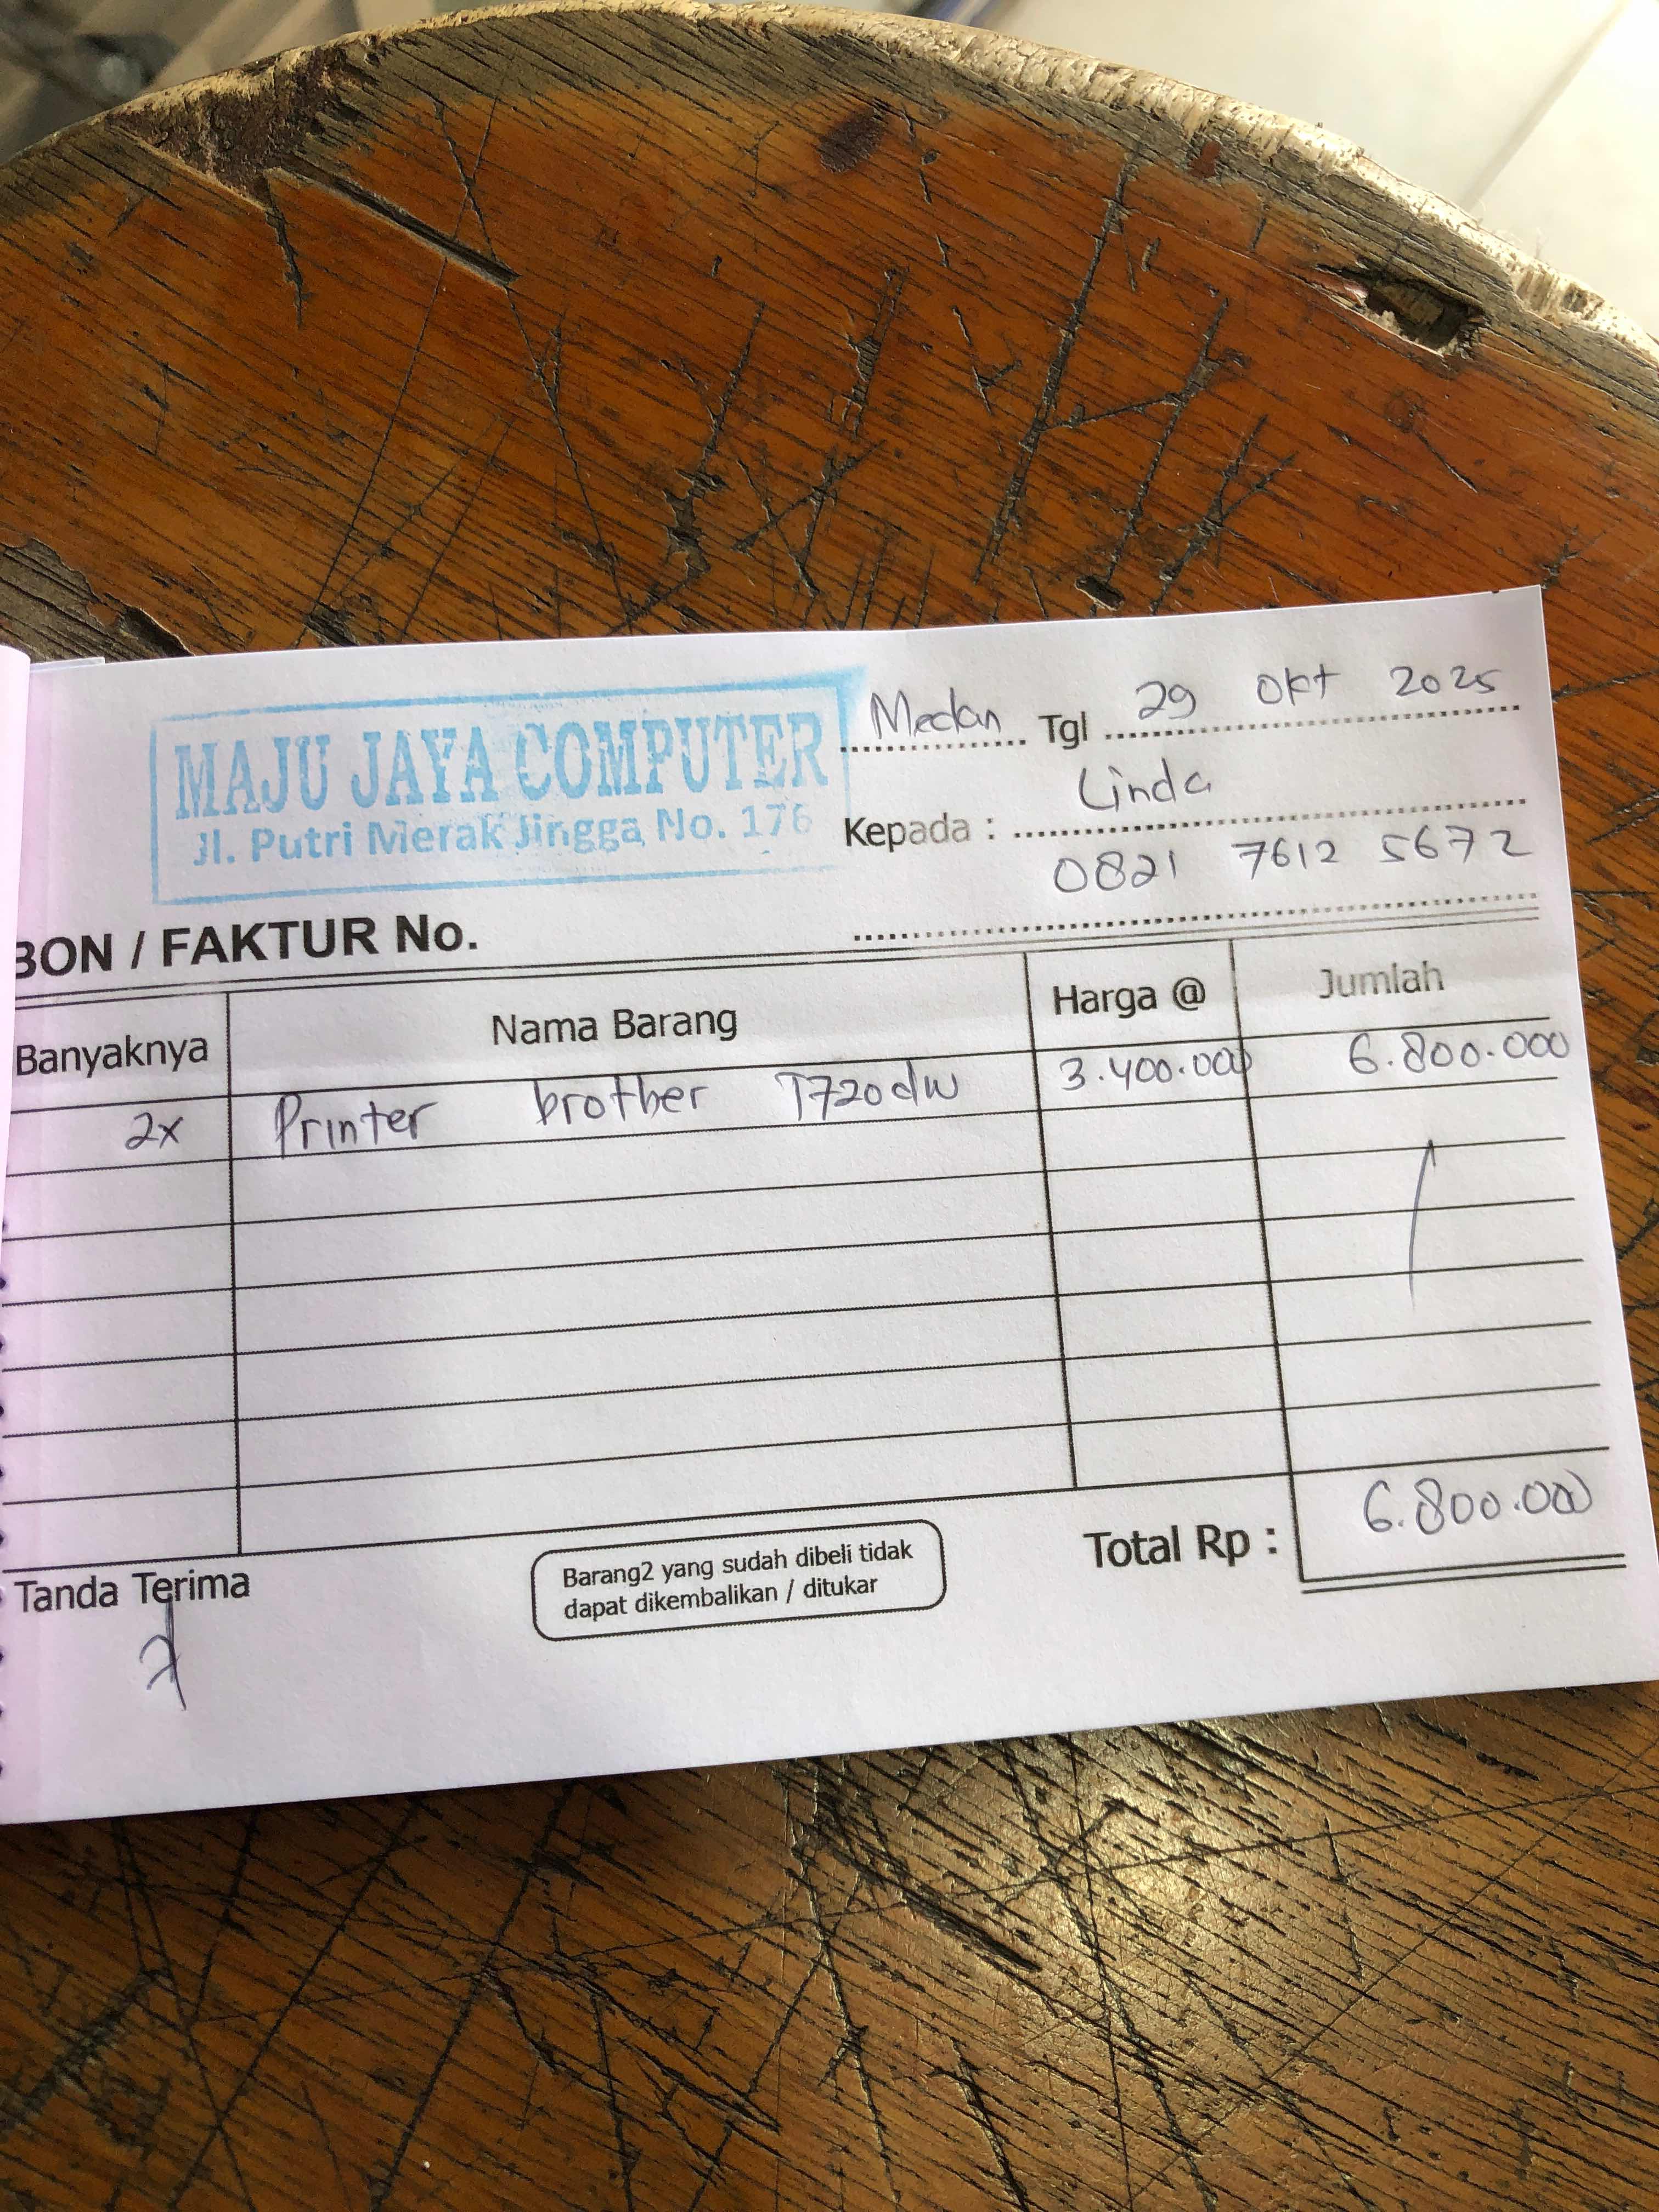 MAJU JAYA COMPUTER
Jl. Putri Merak Jingga No. 176
Medan Tgl 29 Okt 2025
Kepada : Linda
0821 7612 5672
BON / FAKTUR No.
Banyaknya Nama Barang Harga @ Jumlah
2x Printer brother T720dw 3.400.000 6.800.000
Total Rp : 6.800.000
Tanda Terima
Barang2 yang sudah dibeli tidak
dapat dikembalikan / ditukar